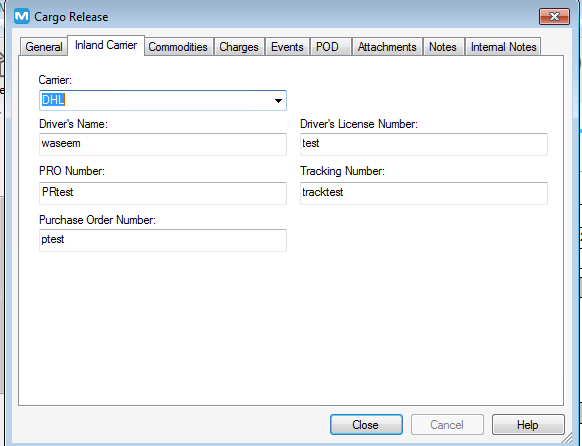 M Cargo Release
General Inland Carrier Commodities Charges Events POD Attachments Notes Internal Notes
Carrier:
DHL
Driver's Name: Driver's License Number:
waseem test
PRO Number: Tracking Number:
PRtest tracktest
Purchase Order Number:
ptest
Close Cancel Help